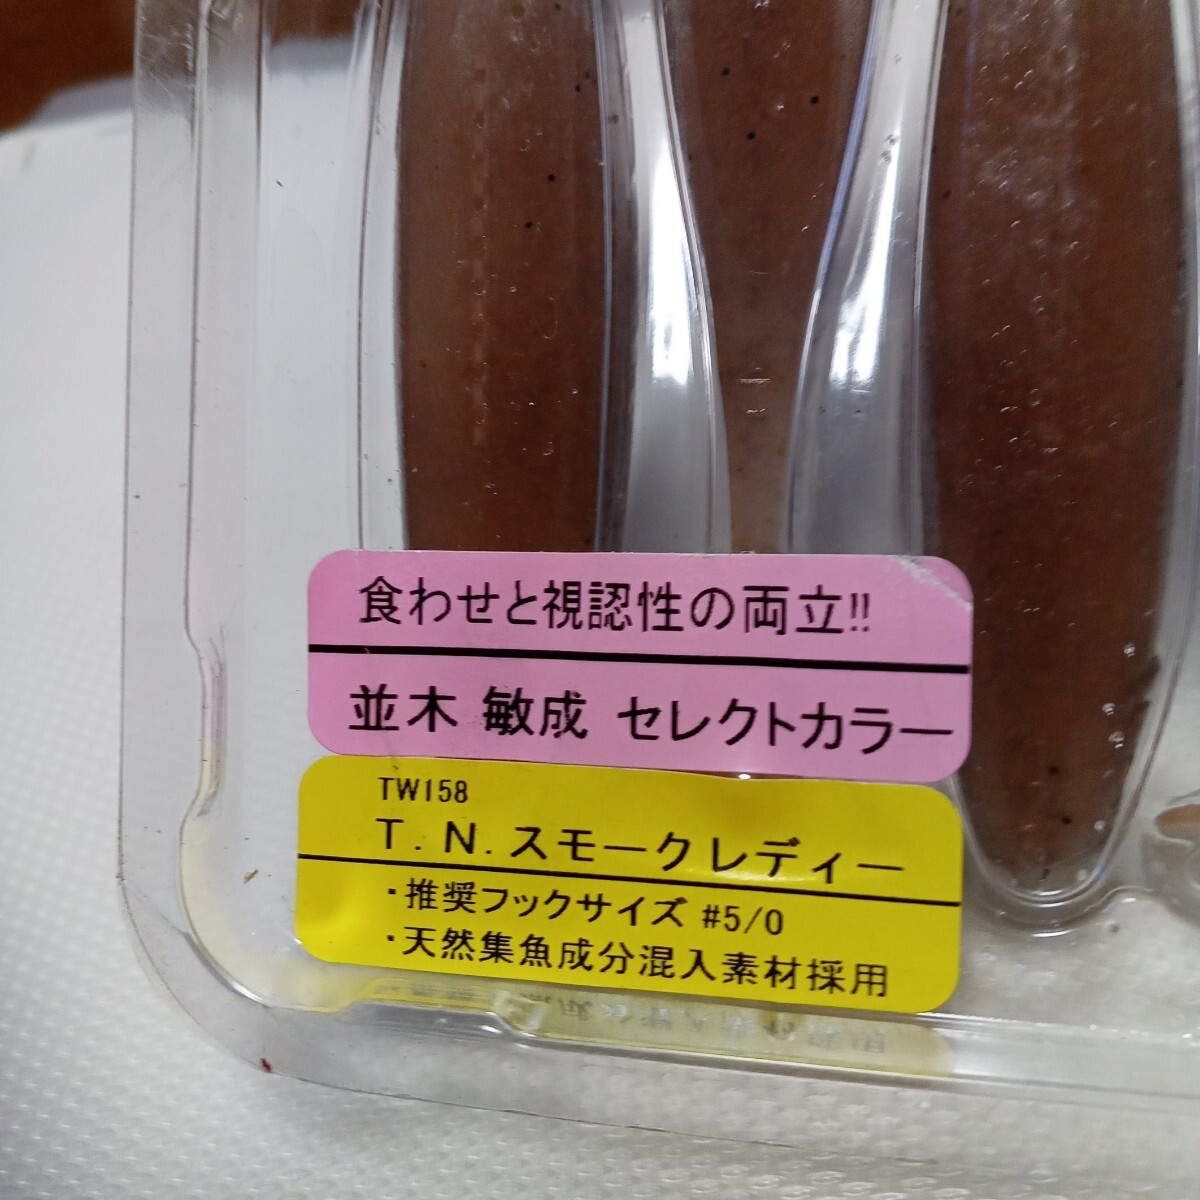 食わせと視認性の両立!!
並木 敏成 セレクトカラー
TW158
T.N.スモークレディー
・推奨フックサイズ #5/0
・天然集魚成分混入素材採用